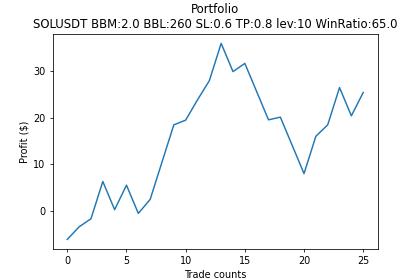 Portfolio
SOLUSDT BBM:2.0 BBL:260 SL:0.6 TP:0.8 lev:10 WinRatio:65.0
Profit ($)
30
20
10
0
0
5
10
15
20
25
Trade counts